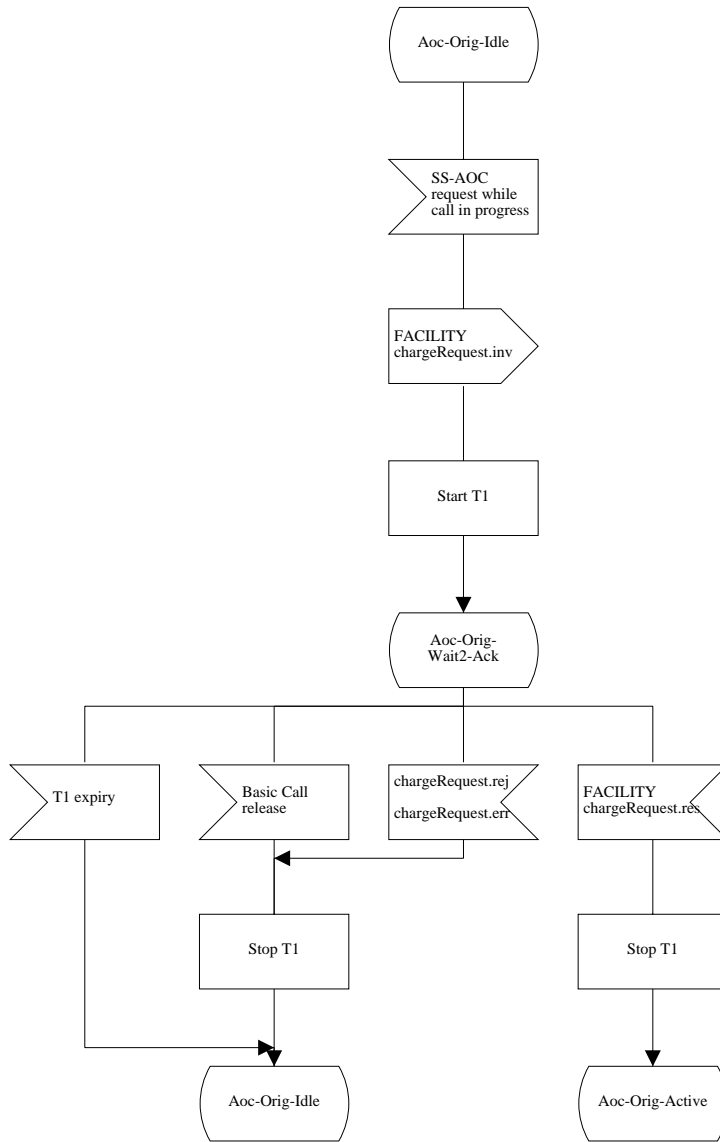 Aoc-Orig-Idle
SS-AOC
request while
call in progress
FACILITY
chargeRequest.inv
Start T1
Aoc-Orig-
Wait2-Ack
T1 expiry
Basic Call
release
chargeRequest.rej
chargeRequest.err
FACILITY
chargeRequest.res
Stop T1
Stop T1
Aoc-Orig-Idle
Aoc-Orig-Active